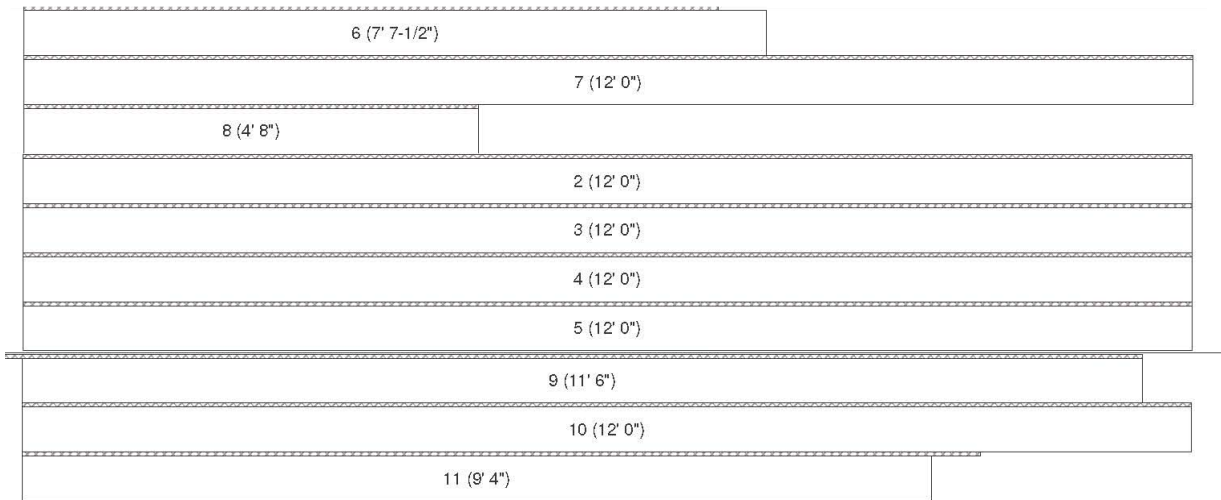 6 (7' 7-1/2")
7 (12' 0")
8 (4' 8")
2 (12' 0")
3 (12' 0")
4 (12' 0")
5 (12' 0")
9 (11' 6")
10 (12' 0")
11 (9' 4")